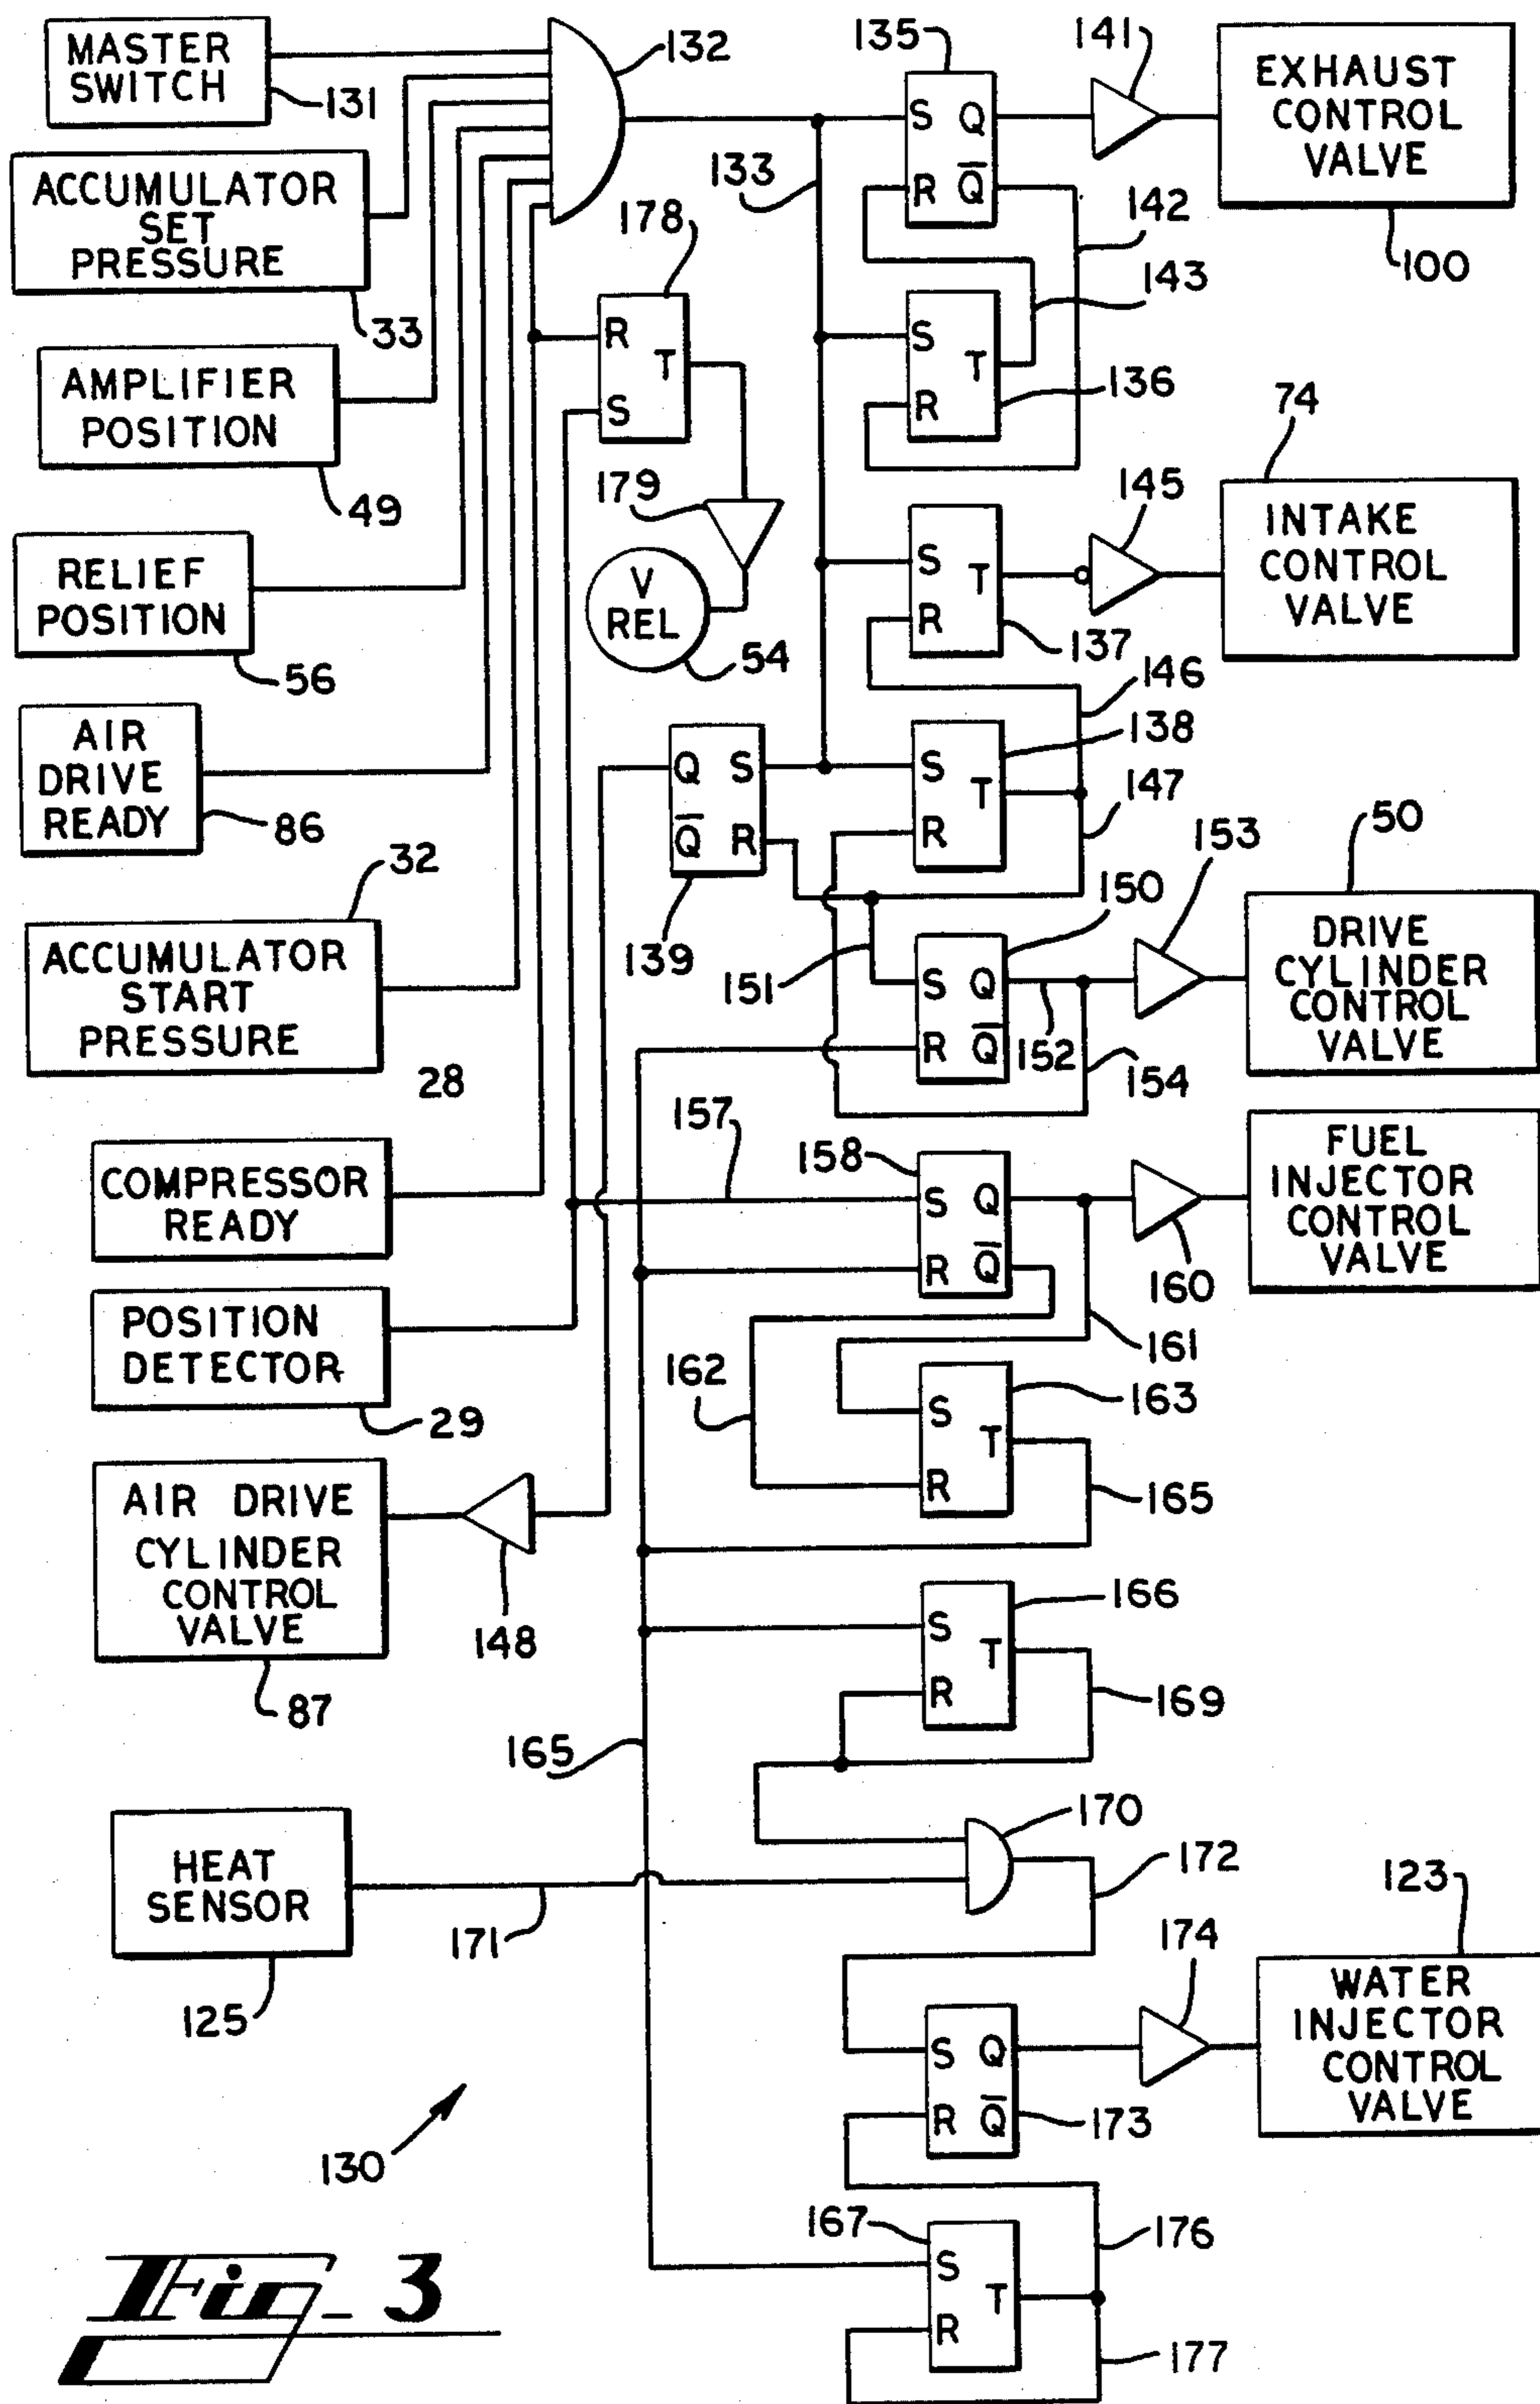 MASTER
SWITCH
131
132
135
141
EXHAUST
CONTROL
VALVE
100
S Q
R Q̅
133
142
143
ACCUMULATOR
SET
PRESSURE
33
178
R
T
S
S
T
R
136
AMPLIFIER
POSITION
49
179
V
REL
54
74
145
INTAKE
CONTROL
VALVE
S
T
R
137
RELIEF
POSITION
56
146
138
AIR
DRIVE
READY
86
Q S
Q̅ R
139
S
T
R
147
32
ACCUMULATOR
START
PRESSURE
28
150
151
S Q
R Q̅
152
153
154
50
DRIVE
CYLINDER
CONTROL
VALVE
COMPRESSOR
READY
157
158
S Q
R Q̅
160
161
FUEL
INJECTOR
CONTROL
VALVE
POSITION
DETECTOR
29
162
S
T
R
163
165
AIR DRIVE
CYLINDER
CONTROL
VALVE
87
148
166
S
T
R
169
165
HEAT
SENSOR
125
171
170
172
123
174
WATER
INJECTOR
CONTROL
VALVE
S Q
R Q̅
173
130
167
S
T
R
176
177
Fig. 3